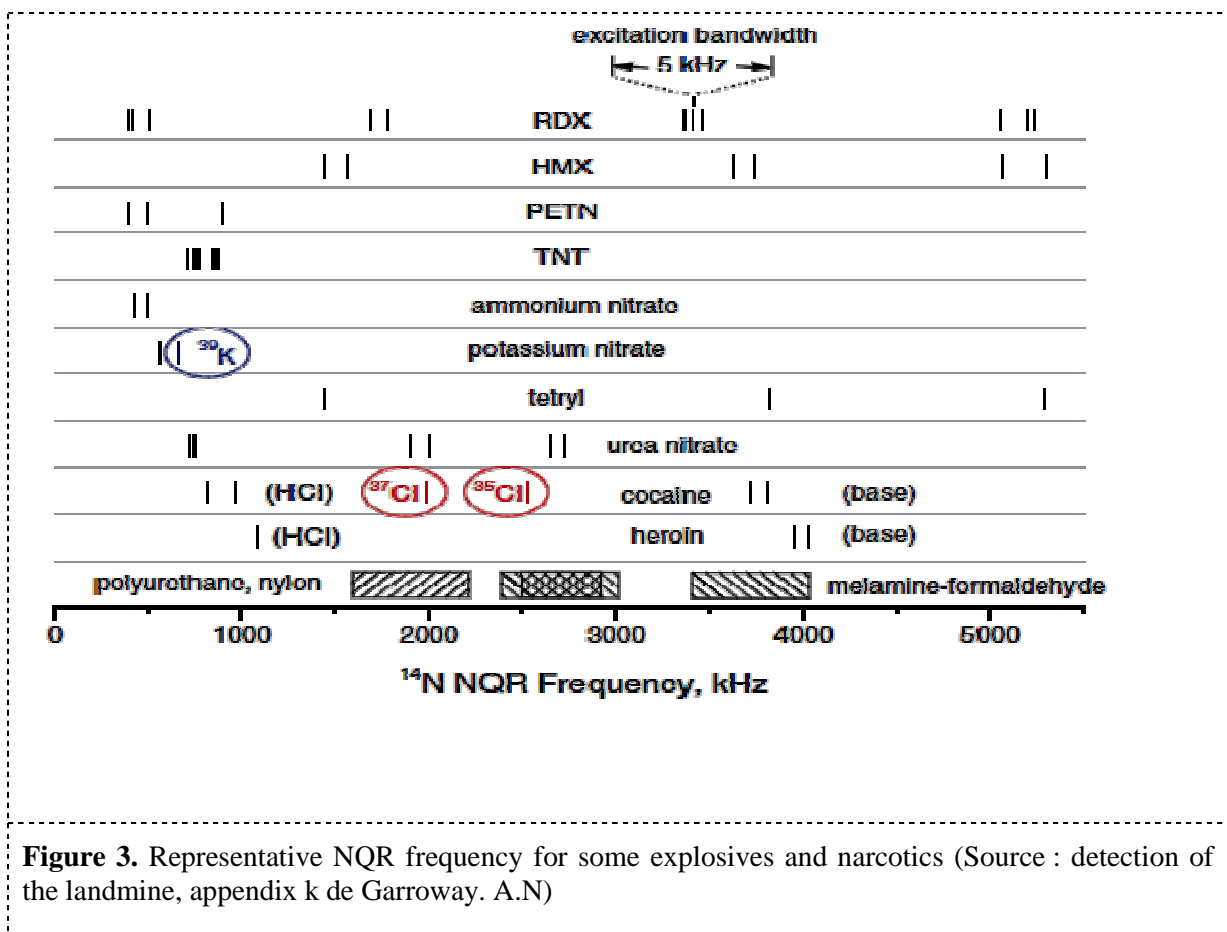 excitation bandwidth
5 kHz
RDX
HMX
PETN
TNT
ammonium nitrate
³⁹K potassium nitrate
tetryl
urea nitrate
(HCl) ³⁷Cl ³⁵Cl cocaine (base)
(HCl) heroin (base)
polyurethane, nylon melamine-formaldehyde
0 1000 2000 3000 4000 5000
¹⁴N NQR Frequency, kHz
Figure 3. Representative NQR frequency for some explosives and narcotics (Source : detection of
the landmine, appendix k de Garroway. A.N)